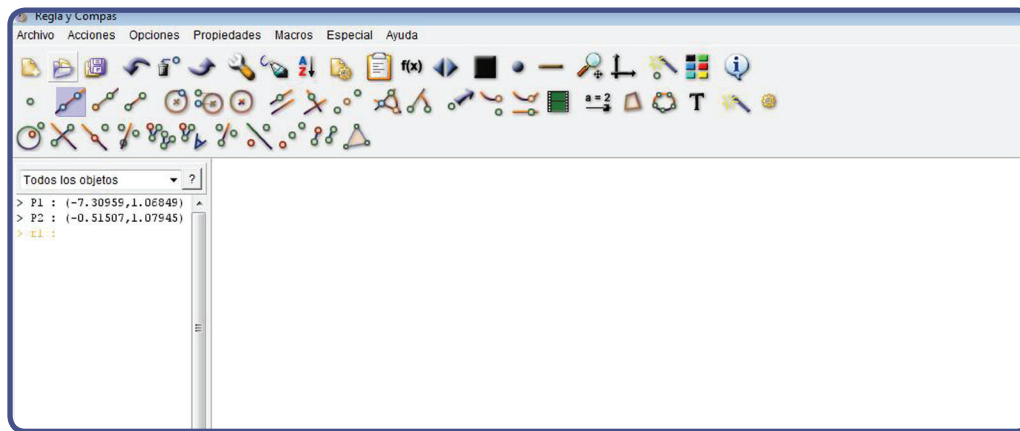 Regla y Compas
Archivo Acciones Opciones Propiedades Macros Especial Ayuda
A Z f(x) i
a = 2 T
Todos los objetos ?
> P1 : (-7.30959,1.06849)
> P2 : (-0.51507,1.07945)
> r1 :